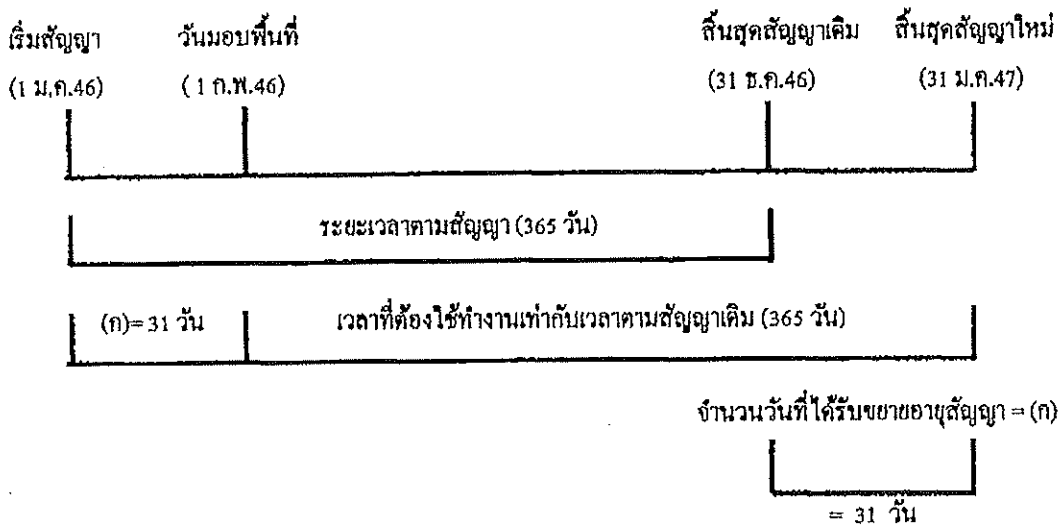 เริ่มสัญญา วันมอบพื้นที่ สิ้นสุดสัญญาเดิม สิ้นสุดสัญญาใหม่
(1 ม.ค.46) ( 1 ก.พ.46) (31 ธ.ค.46) (31 ม.ค.47)
ระยะเวลาตามสัญญา (365 วัน)
(ก)= 31 วัน เวลาที่ต้องใช้ทำงานเท่ากับเวลาตามสัญญาเดิม (365 วัน)
จำนวนวันที่ได้รับขยายอายุสัญญา = (ก)
= 31 วัน